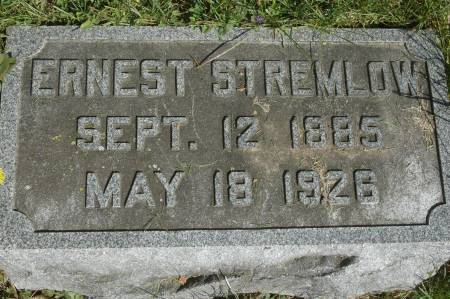 ERNEST STREMLOW
SEPT. 12 1885
MAY 18 1926